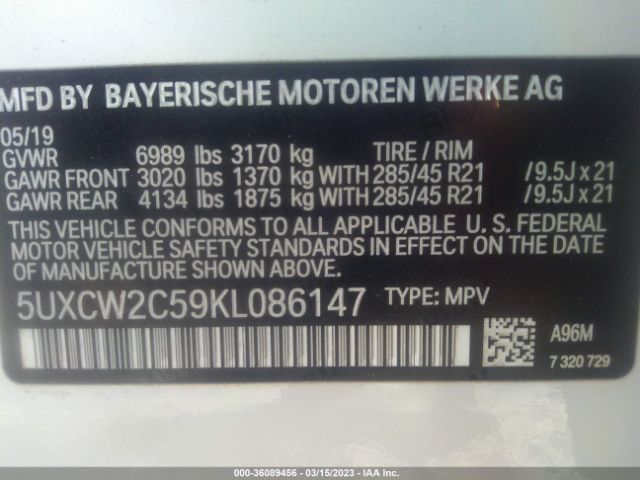 MFD BY BAYERISCHE MOTOREN WERKE AG
05/19
GVWR 6989 lbs 3170 kg TIRE / RIM
GAWR FRONT 3020 lbs 1370 kg WITH 285/45 R21 /9.5J x 21
GAWR REAR 4134 lbs 1875 kg WITH 285/45 R21 /9.5J x 21
THIS VEHICLE CONFORMS TO ALL APPLICABLE U. S. FEDERAL
MOTOR VEHICLE SAFETY STANDARDS IN EFFECT ON THE DATE
OF MANUFACTURE SHOWN ABOVE.
5UXCW2C59KL086147 TYPE: MPV
A96M
7 320 729
000-36089456 - 03/15/2023 - IAA Inc.